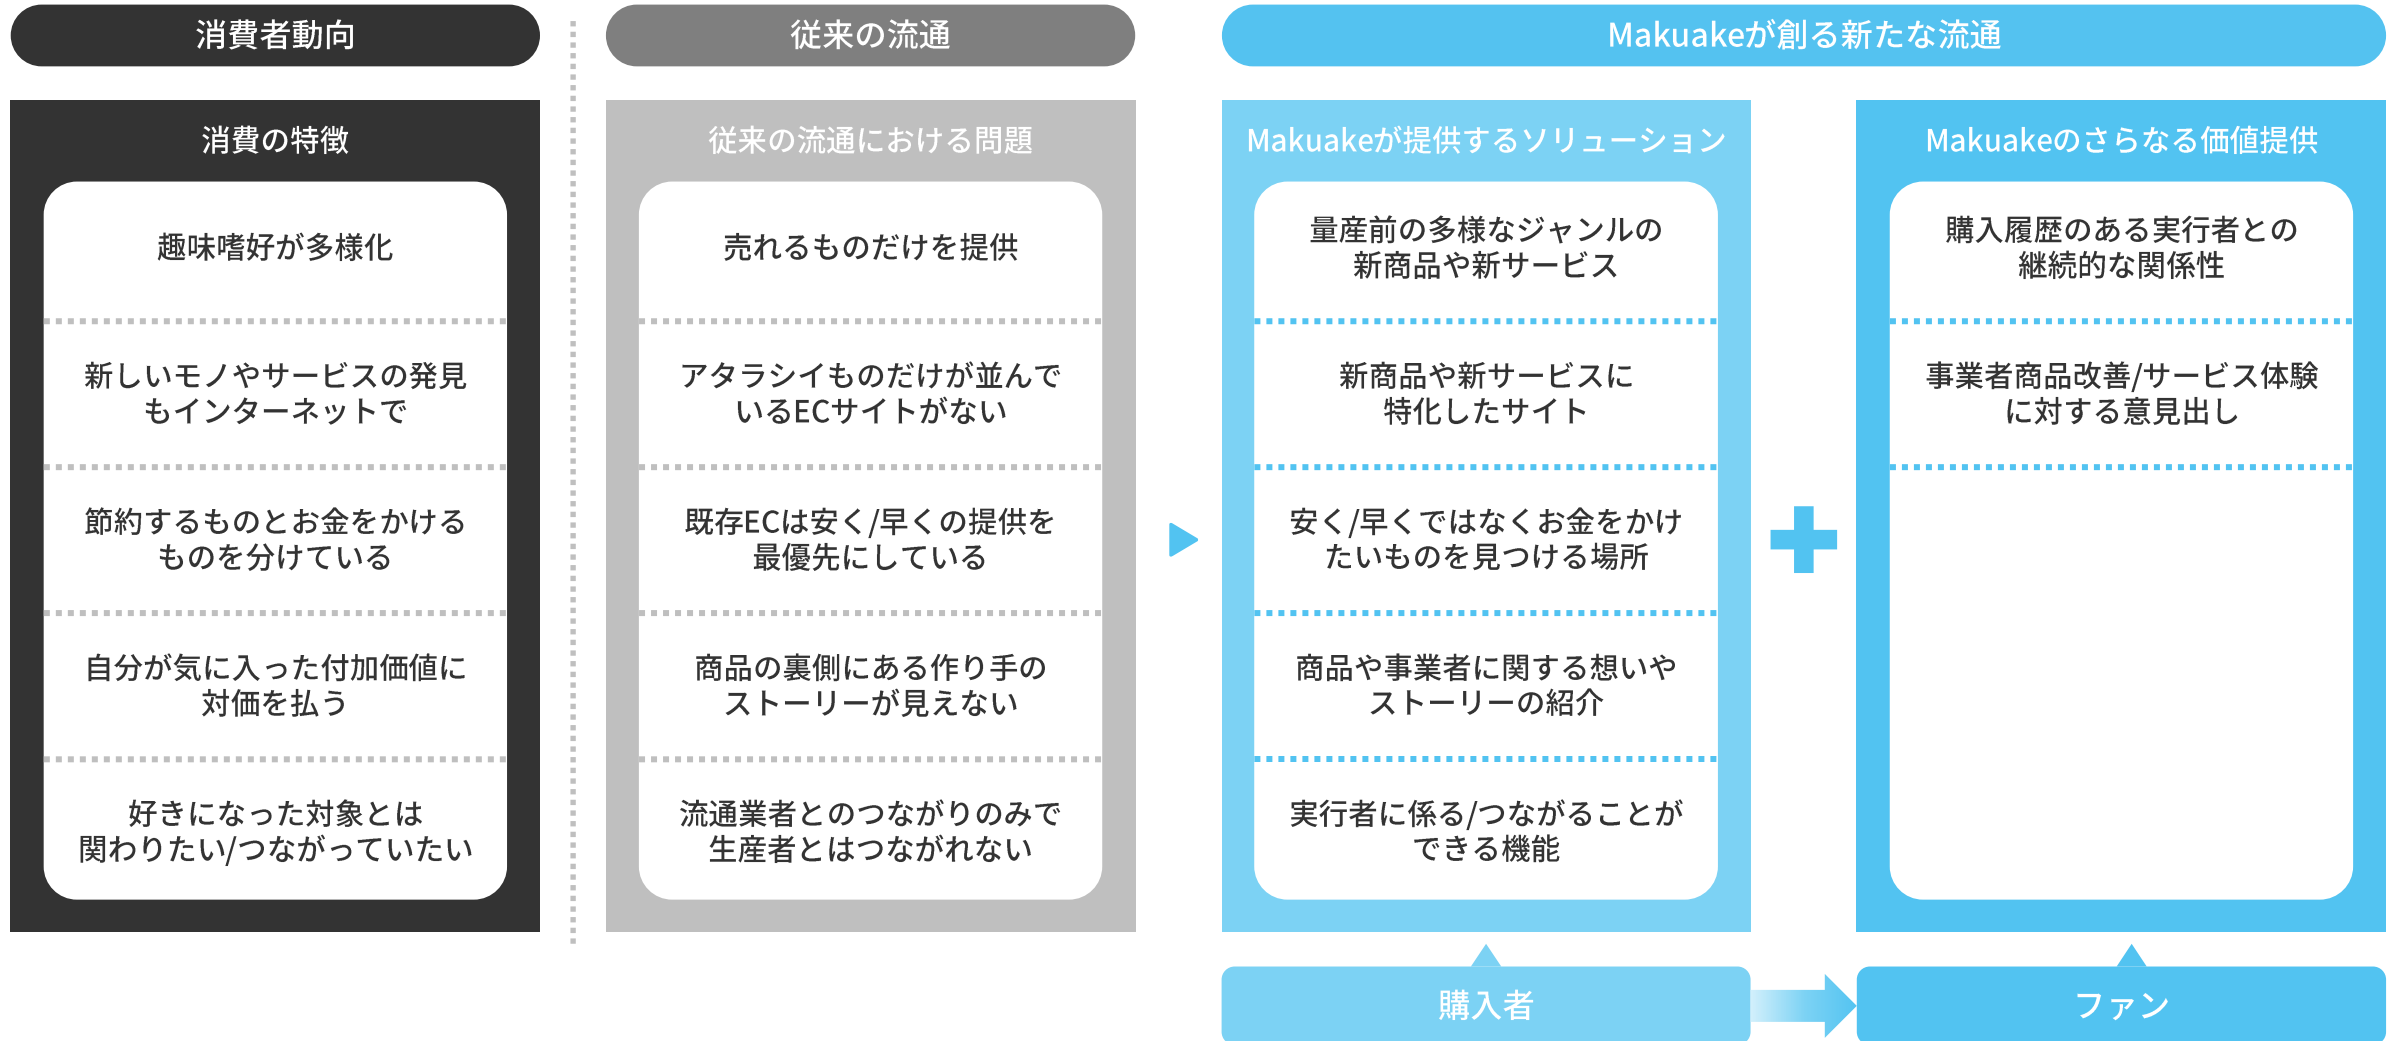 消費者動向
消費の特徴
趣味嗜好が多様化
新しいモノやサービスの発見
もインターネットで
節約するものとお金をかける
ものを分けている
自分が気に入った付加価値に
対価を払う
好きになった対象とは
関わりたい/つながっていたい
従来の流通
従来の流通における問題
売れるものだけを提供
アタラシイものだけが並んで
いるECサイトがない
既存ECは安く/早くの提供を
最優先にしている
商品の裏側にある作り手の
ストーリーが見えない
流通業者とのつながりのみで
生産者とはつながれない
Makuakeが創る新たな流通
Makuakeが提供するソリューション
量産前の多様なジャンルの
新商品や新サービス
新商品や新サービスに
特化したサイト
安く/早くではなくお金をかけ
たいものを見つける場所
商品や事業者に関する想いや
ストーリーの紹介
実行者に係る/つながることが
できる機能
Makuakeのさらなる価値提供
購入履歴のある実行者との
継続的な関係性
事業者商品改善/サービス体験
に対する意見出し
購入者
ファン